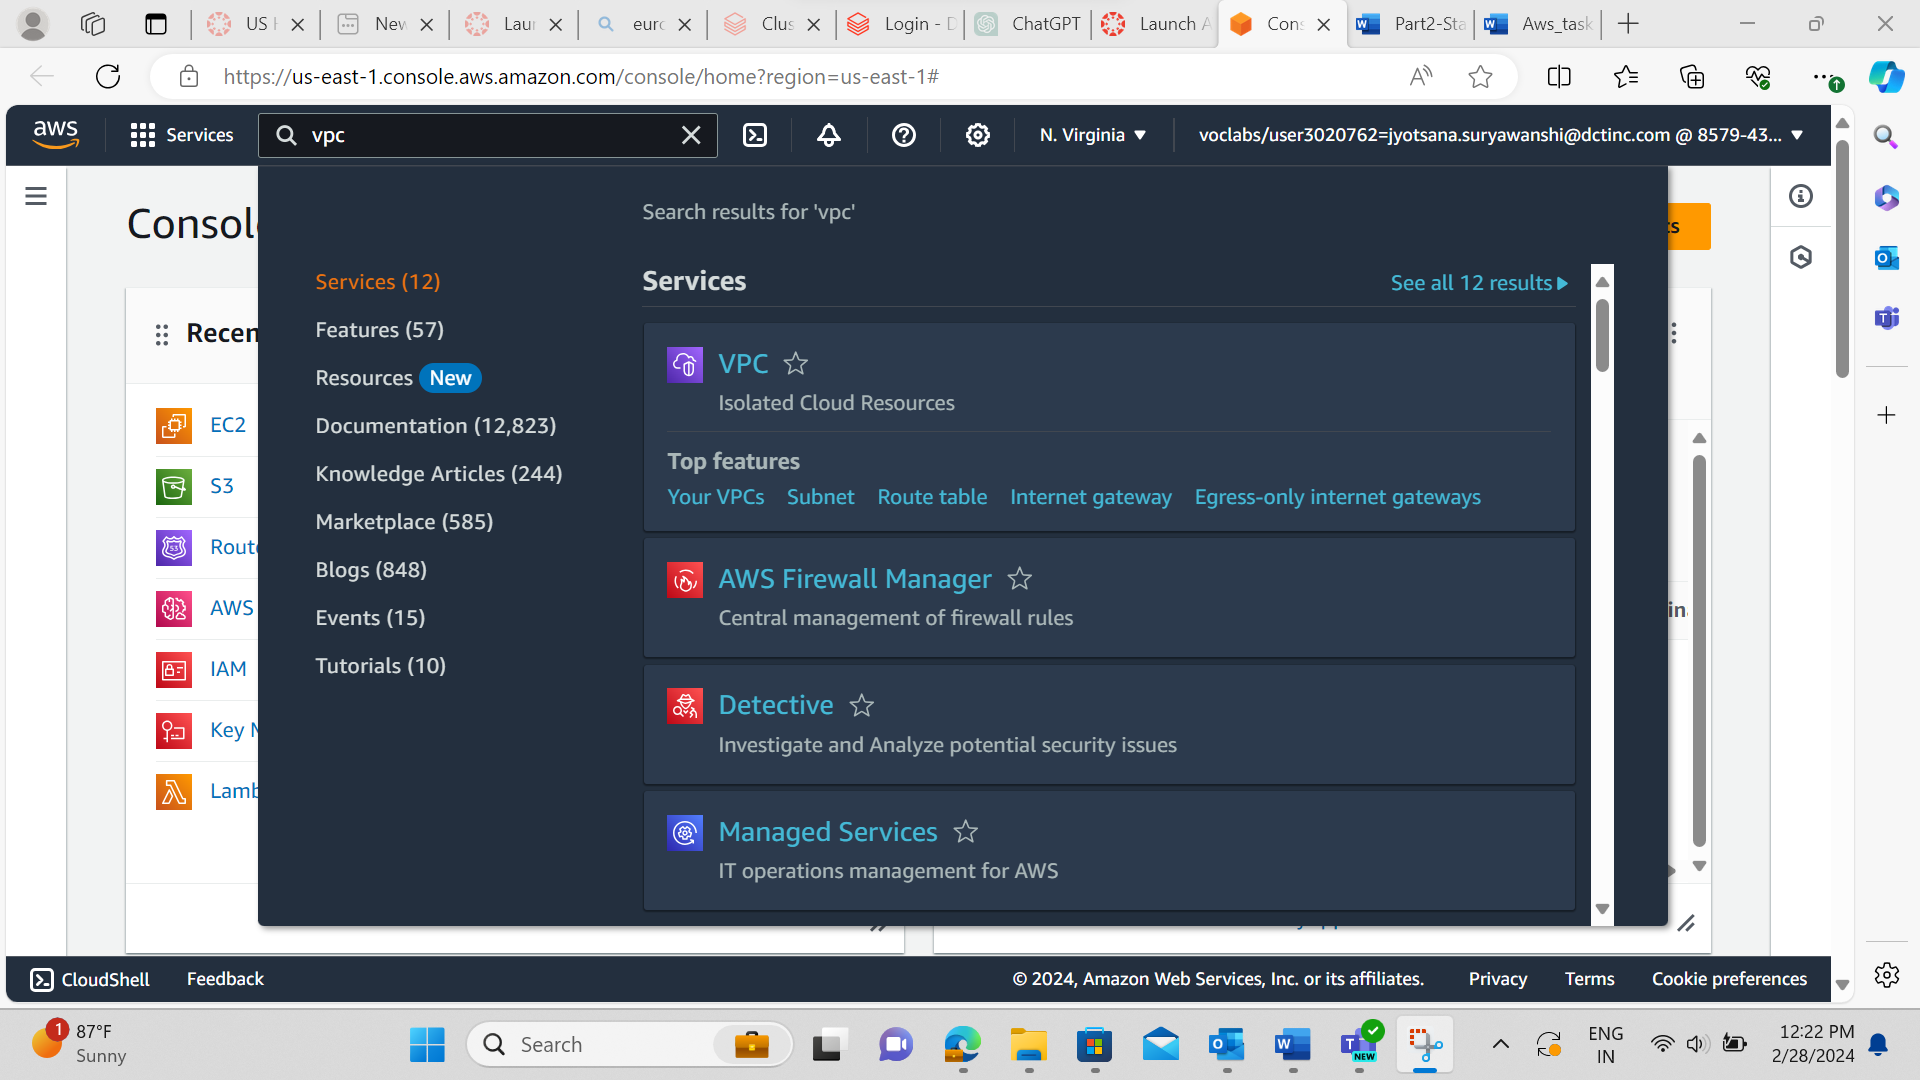 US
New
Laur
euro
Clus
Login - D
ChatGPT
Launch A
Cons
Part2-Sta
Aws_task
https://us-east-1.console.aws.amazon.com/console/home?region=us-east-1#
aws
Services
vpc
N. Virginia
voclabs/user3020762=jyotsana.suryawanshi@dctinc.com @ 8579-43...
Console
Search results for 'vpc'
Services (12)
Features (57)
Resources New
Documentation (12,823)
Knowledge Articles (244)
Marketplace (585)
Blogs (848)
Events (15)
Tutorials (10)
Services
See all 12 results
VPC
Isolated Cloud Resources
Top features
Your VPCs Subnet Route table Internet gateway Egress-only internet gateways
AWS Firewall Manager
Central management of firewall rules
Detective
Investigate and Analyze potential security issues
Managed Services
IT operations management for AWS
Recen
EC2
S3
Route
AWS
IAM
Key M
Lamb
CloudShell
Feedback
© 2024, Amazon Web Services, Inc. or its affiliates.
Privacy
Terms
Cookie preferences
1
87°F
Sunny
Search
NEW
ENG
IN
12:22 PM
2/28/2024